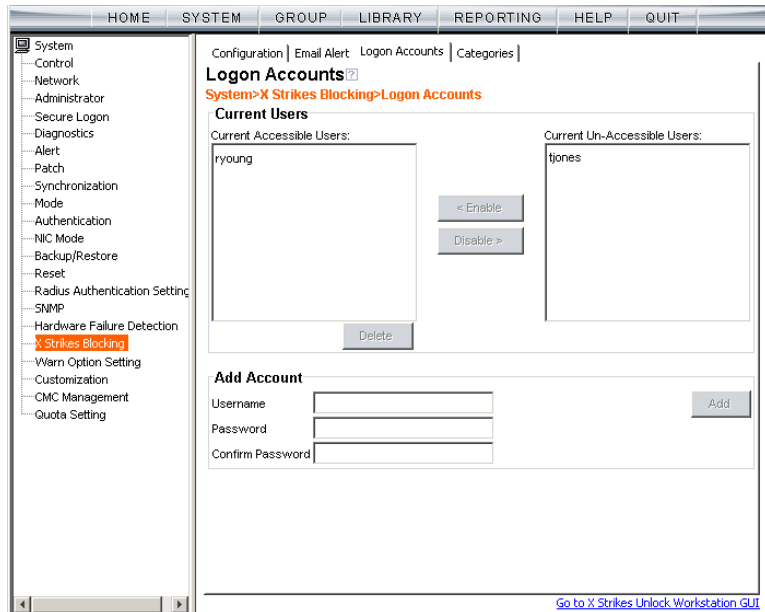 HOME SYSTEM GROUP LIBRARY REPORTING HELP QUIT
System
Control
Network
Administrator
Secure Logon
Diagnostics
Alert
Patch
Synchronization
Mode
Authentication
NIC Mode
Backup/Restore
Reset
Radius Authentication Setting
SNMP
Hardware Failure Detection
X Strikes Blocking
Warn Option Setting
Customization
CMC Management
Quota Setting
Configuration Email Alert Logon Accounts Categories
Logon Accounts ?
System>X Strikes Blocking>Logon Accounts
Current Users
Current Accessible Users: Current Un-Accessible Users:
ryoung tjones
< Enable
Disable >
Delete
Add Account
Username Add
Password
Confirm Password
Go to X Strikes Unlock Workstation GUI